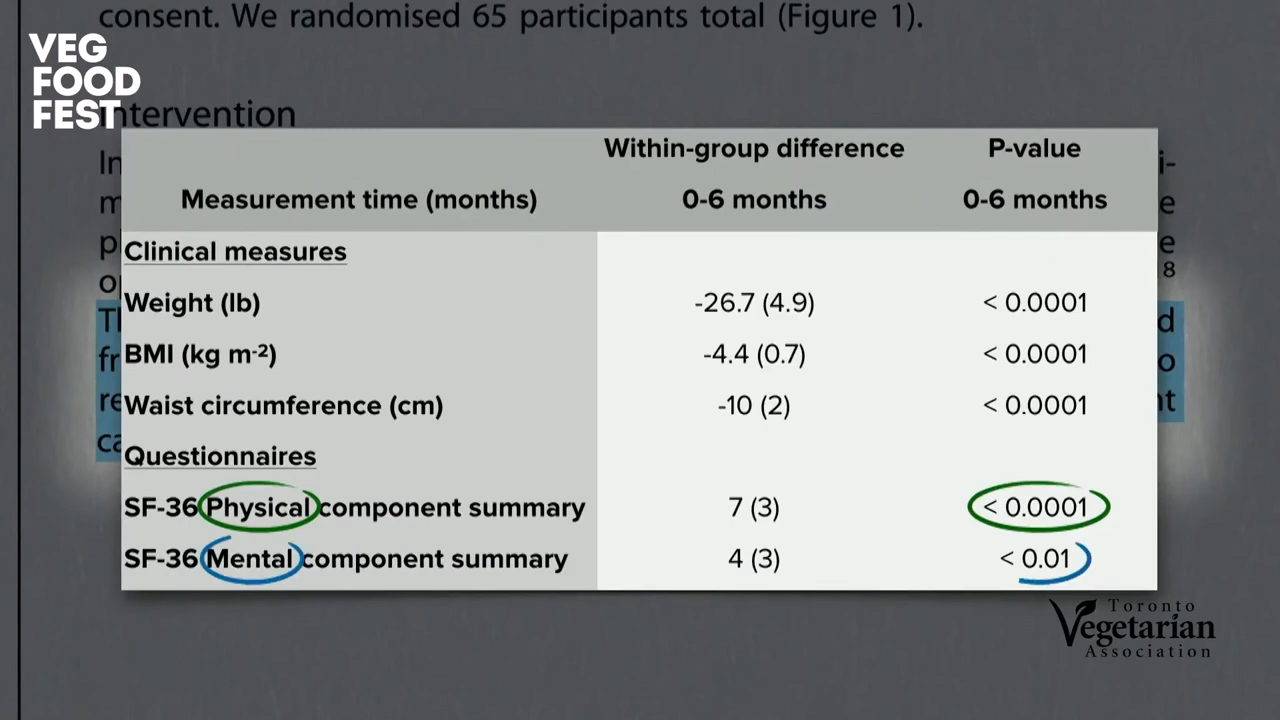 consent. We randomised 65 participants total (Figure 1).
VEG
FOOD
FEST
ntervention
Within-group difference P-value
Measurement time (months) 0-6 months 0-6 months
Clinical measures
Weight (lb) -26.7 (4.9) < 0.0001
BMI (kg m-2) -4.4 (0.7) < 0.0001
Waist circumference (cm) -10 (2) < 0.0001
Questionnaires
SF-36 Physical component summary 7 (3) < 0.0001
SF-36 Mental component summary 4 (3) < 0.01
Toronto
Vegetarian
Association